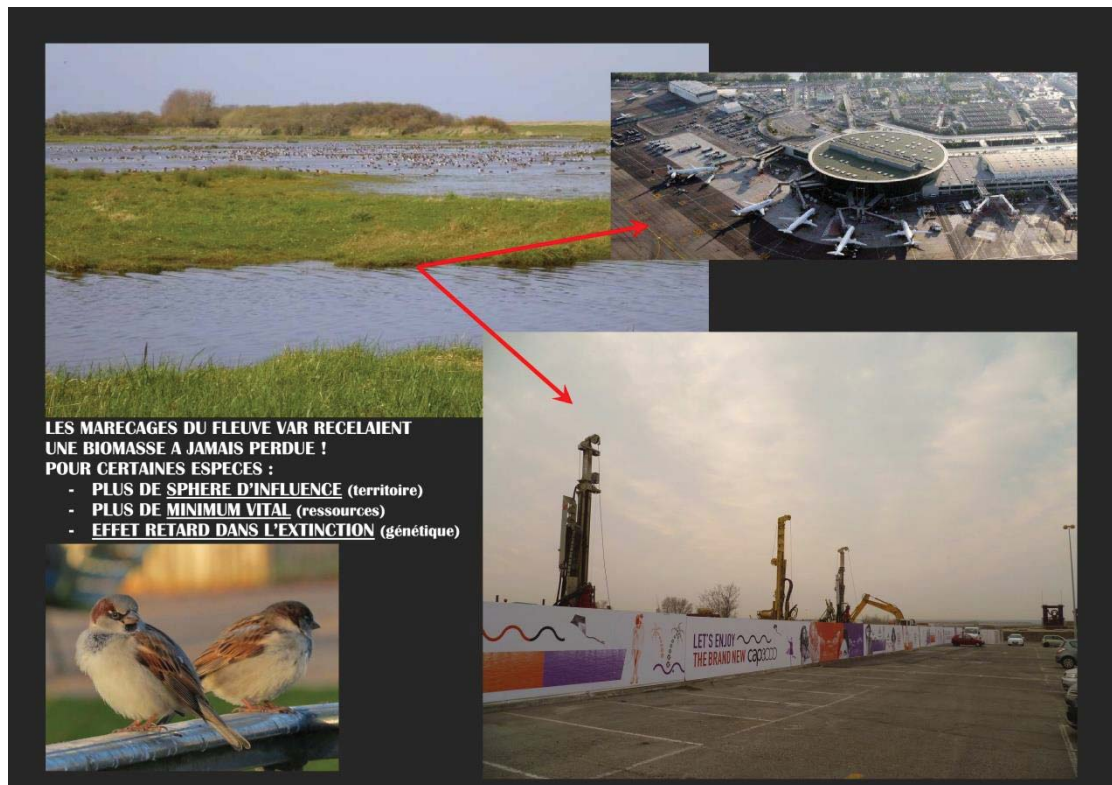 LES MARECAGES DU FLEUVE VAR RECELAIENT
UNE BIOMASSE A JAMAIS PERDUE !
POUR CERTAINES ESPECES :
- PLUS DE SPHERE D'INFLUENCE (territoire)
- PLUS DE MINIMUM VITAL (ressources)
- EFFET RETARD DANS L'EXTINCTION (génétique)
LET'S ENJOY
THE BRAND NEW cap3000